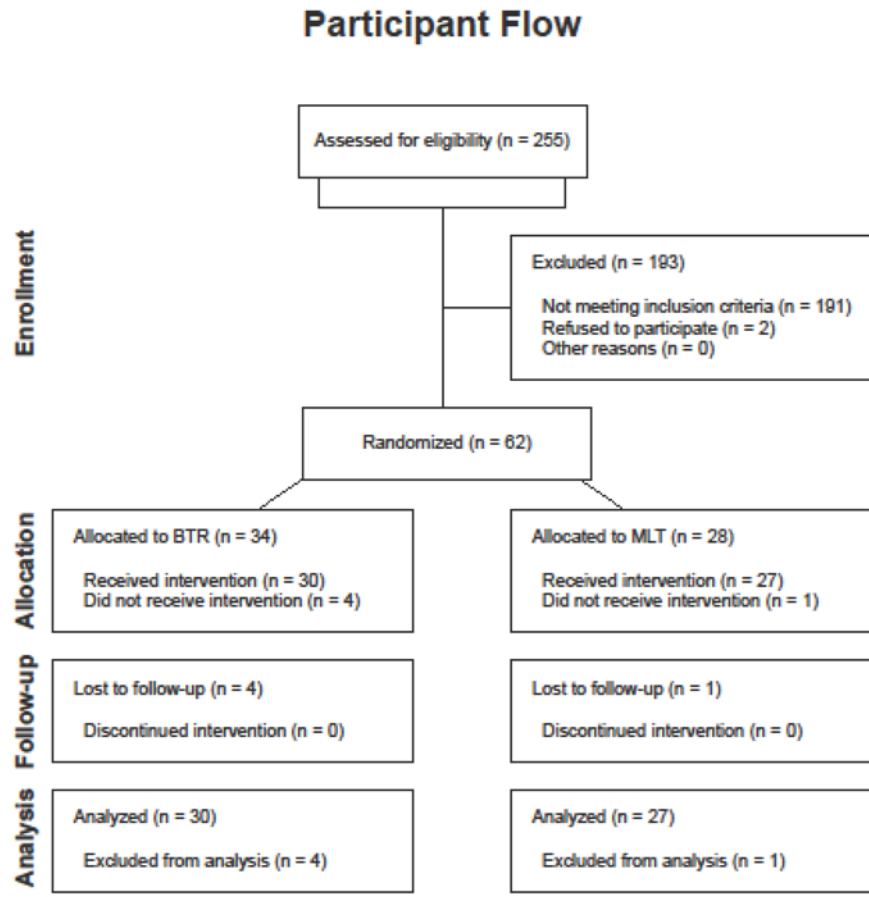 Participant Flow
Assessed for eligibility (n = 255)
Enrollment
Excluded (n = 193)
Not meeting inclusion criteria (n = 191)
Refused to participate (n = 2)
Other reasons (n = 0)
Randomized (n = 62)
Allocation
Allocated to BTR (n = 34)
Received intervention (n = 30)
Did not receive intervention (n = 4)
Allocated to MLT (n = 28)
Received intervention (n = 27)
Did not receive intervention (n = 1)
Follow-up
Lost to follow-up (n = 4)
Discontinued intervention (n = 0)
Lost to follow-up (n = 1)
Discontinued intervention (n = 0)
Analysis
Analyzed (n = 30)
Excluded from analysis (n = 4)
Analyzed (n = 27)
Excluded from analysis (n = 1)